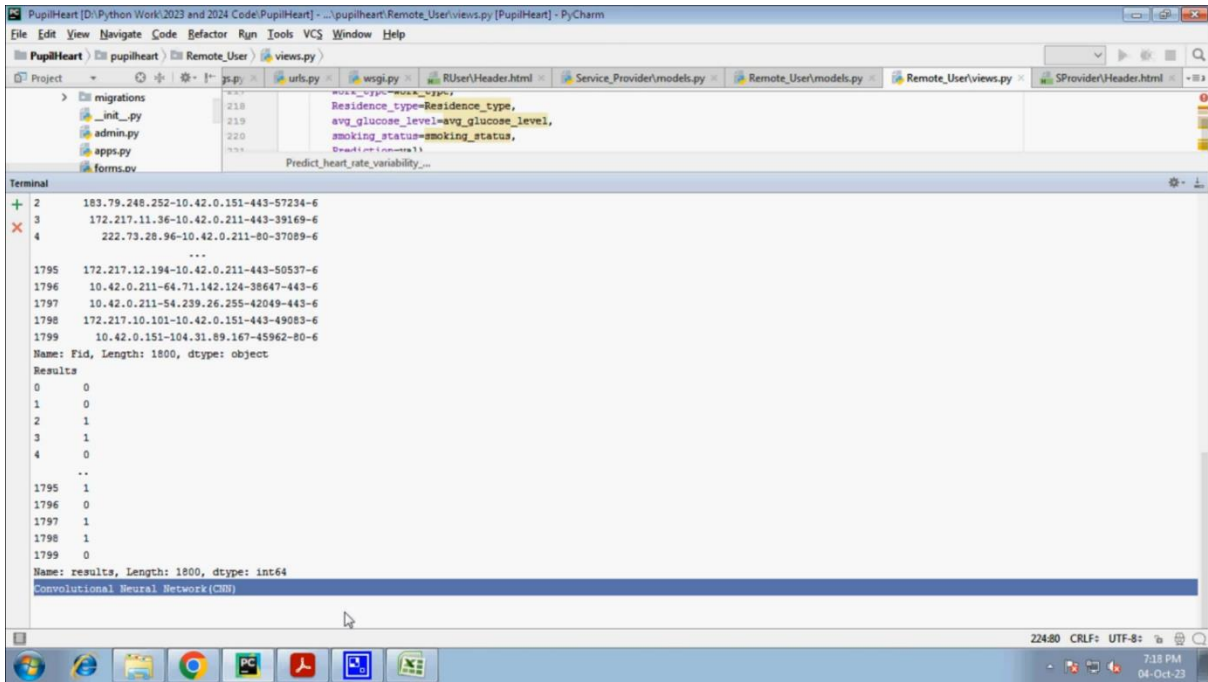 PupilHeart [D:\Python Work\2023 and 2024 Code\PupilHeart] - ...\pupilheart\Remote_User\views.py [PupilHeart] - PyCharm
File Edit View Navigate Code Refactor Run Tools VCS Window Help
PupilHeart pupilheart Remote_User views.py
Project gs.py urls.py wsgi.py RUser\Header.html Service_Provider\models.py Remote_User\models.py Remote_User\views.py SProvider\Header.html
migrations
__init__.py
admin.py
apps.py
forms.py
217 work_type=work_type,
218 Residence_type=Residence_type,
219 avg_glucose_level=avg_glucose_level,
220 smoking_status=smoking_status,
221 Prediction=val)
Predict_heart_rate_variability_...
Terminal
2 183.79.248.252-10.42.0.151-443-57234-6
3 172.217.11.36-10.42.0.211-443-39169-6
4 222.73.28.96-10.42.0.211-80-37089-6
...
1795 172.217.12.194-10.42.0.211-443-50537-6
1796 10.42.0.211-64.71.142.124-38647-443-6
1797 10.42.0.211-54.239.26.255-42049-443-6
1798 172.217.10.101-10.42.0.151-443-49083-6
1799 10.42.0.151-104.31.89.167-45962-80-6
Name: Fid, Length: 1800, dtype: object
Results
0 0
1 0
2 1
3 1
4 0
..
1795 1
1796 0
1797 1
1798 1
1799 0
Name: results, Length: 1800, dtype: int64
Convolutional Neural Network(CNN)
224:80 CRLF: UTF-8:
7:18 PM
04-Oct-23